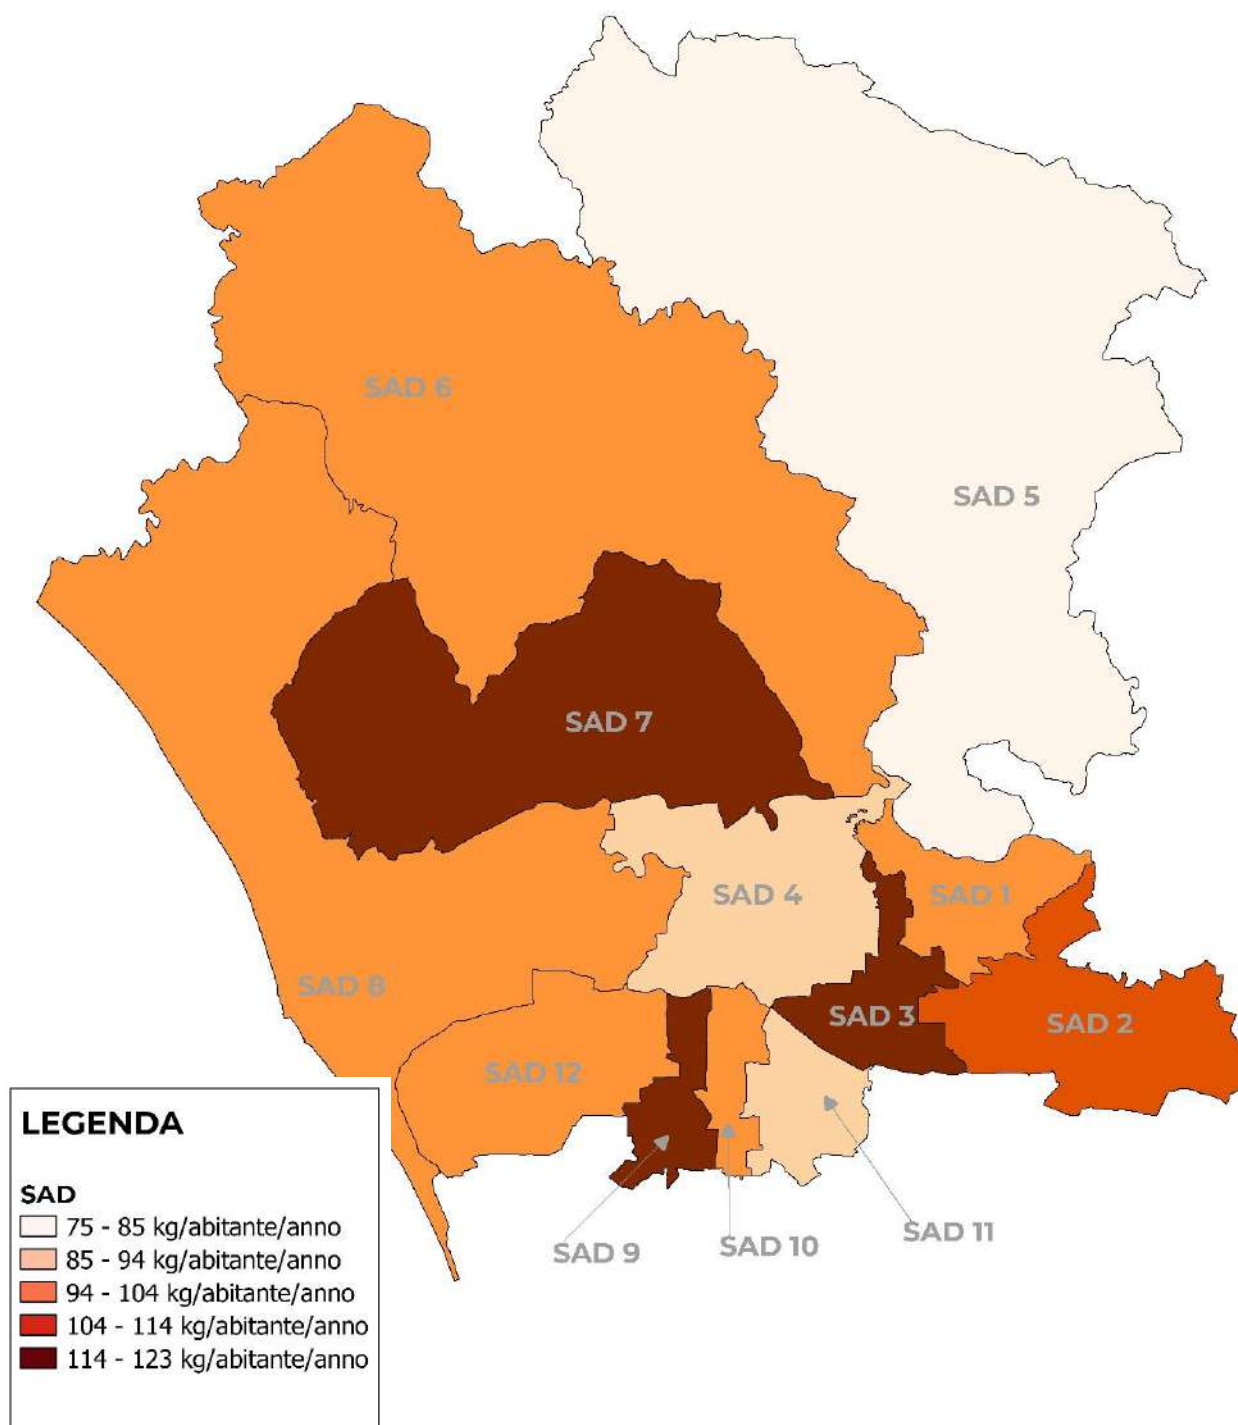 SAD 6
SAD 5
SAD 7
SAD 4
SAD 1
SAD 8
SAD 3
SAD 2
SAD 12
SAD 9
SAD 10
SAD 11
LEGENDA
SAD
75 - 85 kg/abitante/anno
85 - 94 kg/abitante/anno
94 - 104 kg/abitante/anno
104 - 114 kg/abitante/anno
114 - 123 kg/abitante/anno